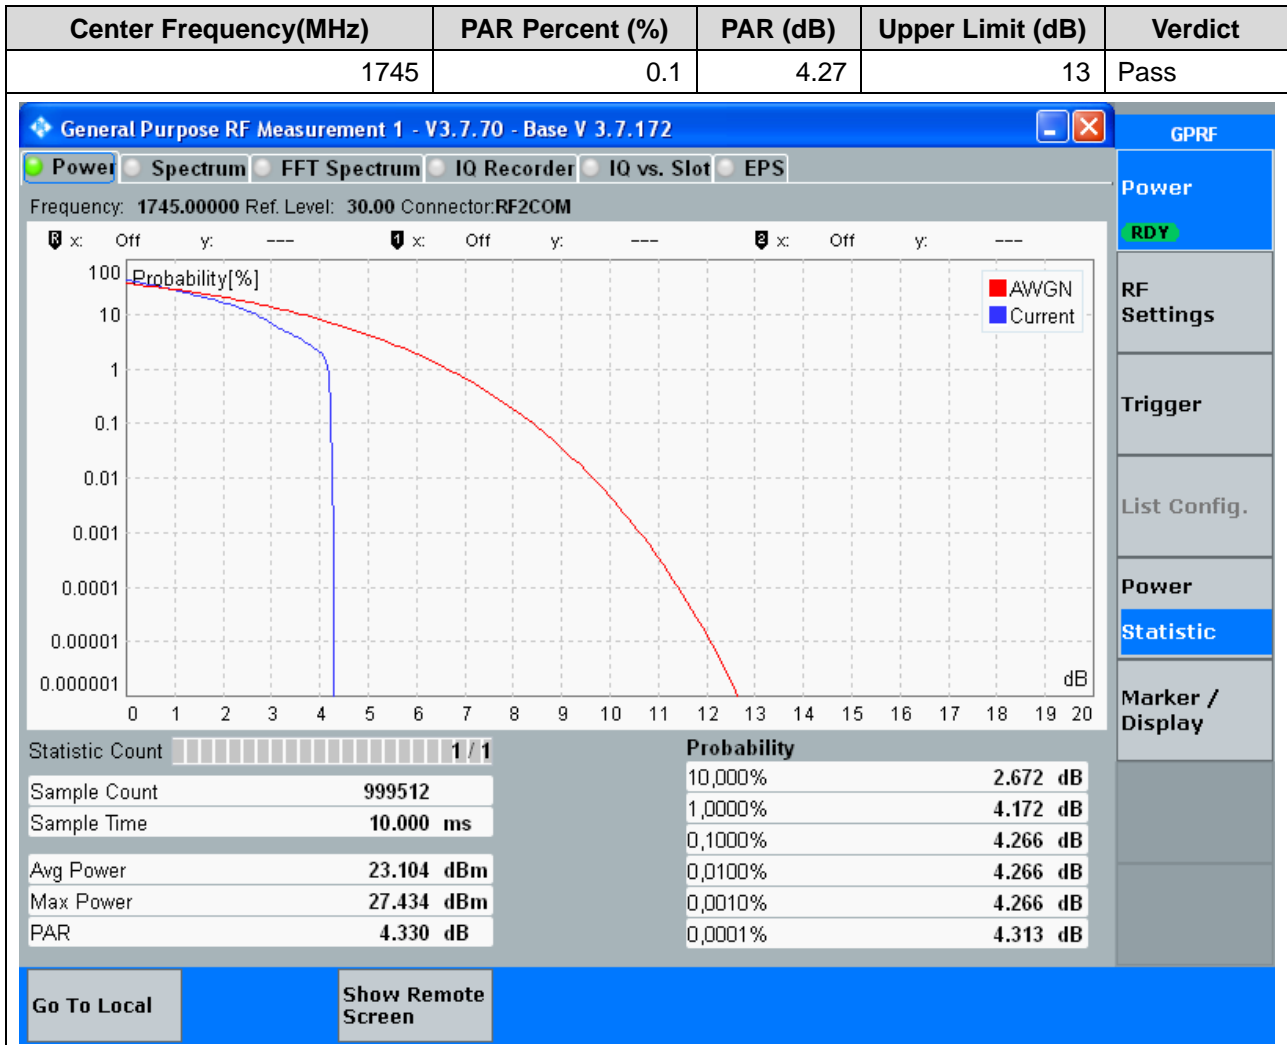 Center Frequency(MHz) PAR Percent (%) PAR (dB) Upper Limit (dB) Verdict
1745 0.1 4.27 13 Pass
General Purpose RF Measurement 1 - V3.7.70 - Base V 3.7.172
GPRF
Power Spectrum FFT Spectrum IQ Recorder IQ vs. Slot EPS
Power
RDY
Frequency: 1745.00000 Ref. Level: 30.00 Connector:RF2COM
R x: Off y: --- 1 x: Off y: --- 2 x: Off y: ---
Probability[%]
AWGN
Current
100
10
1
0.1
0.01
0.001
0.0001
0.00001
0.000001
dB
0 1 2 3 4 5 6 7 8 9 10 11 12 13 14 15 16 17 18 19 20
RF
Settings
Trigger
List Config.
Power
Statistic
Marker /
Display
Statistic Count 1 / 1
Sample Count 999512
Sample Time 10.000 ms
Avg Power 23.104 dBm
Max Power 27.434 dBm
PAR 4.330 dB
Probability
10,000% 2.672 dB
1,0000% 4.172 dB
0,1000% 4.266 dB
0,0100% 4.266 dB
0,0010% 4.266 dB
0,0001% 4.313 dB
Go To Local
Show Remote
Screen